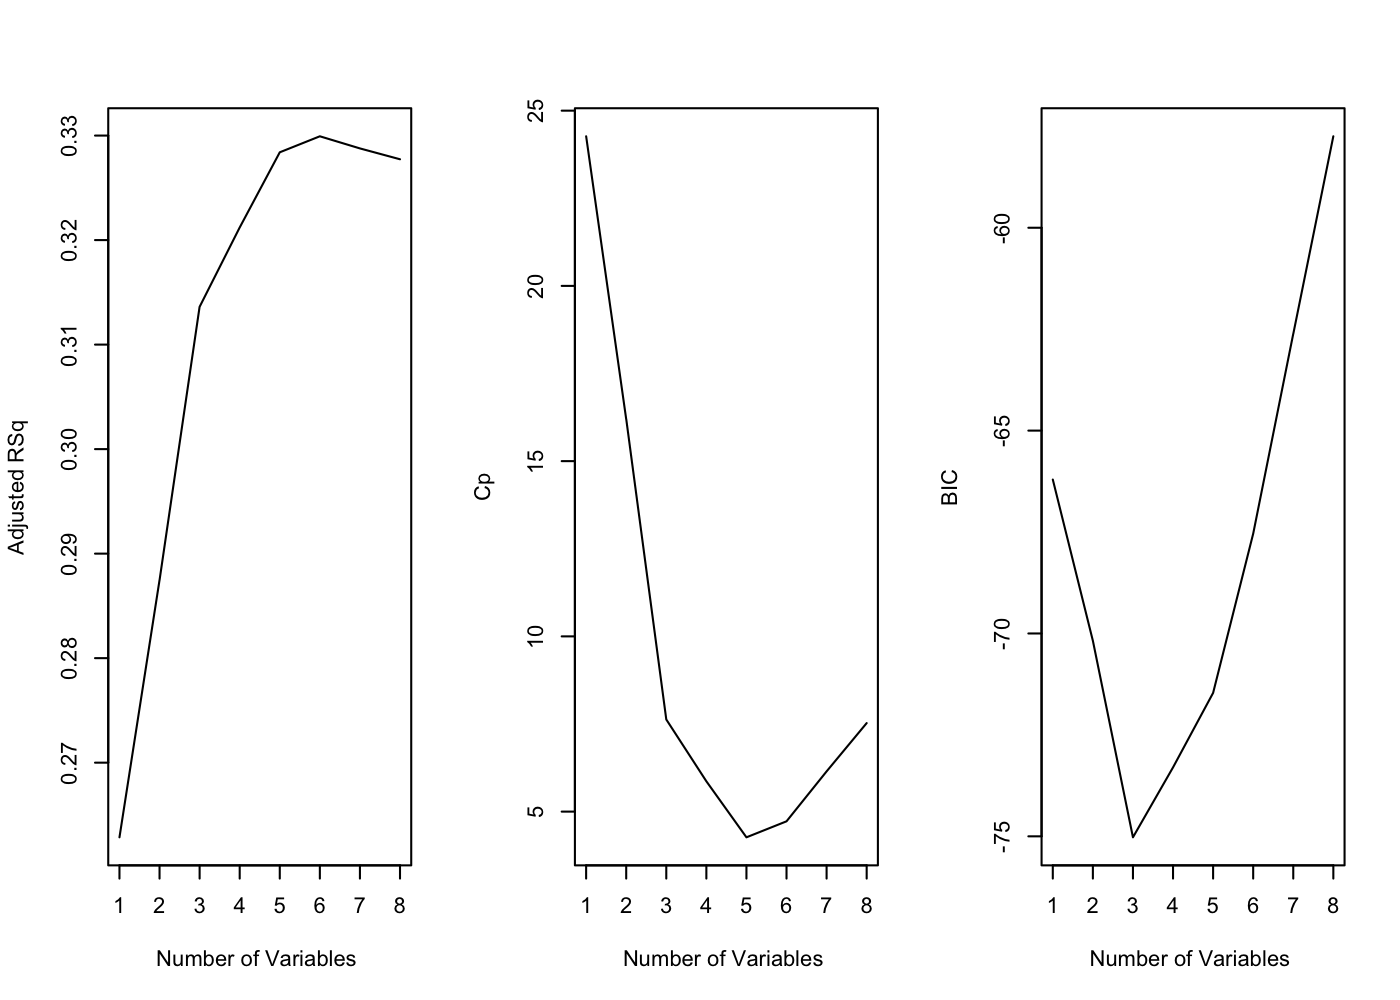 Adjusted RSq
0.33
0.32
0.31
0.30
0.29
0.28
0.27
1 2 3 4 5 6 7 8
Number of Variables
Cp
25
20
15
10
5
1 2 3 4 5 6 7 8
Number of Variables
BIC
-60
-65
-70
-75
1 2 3 4 5 6 7 8
Number of Variables